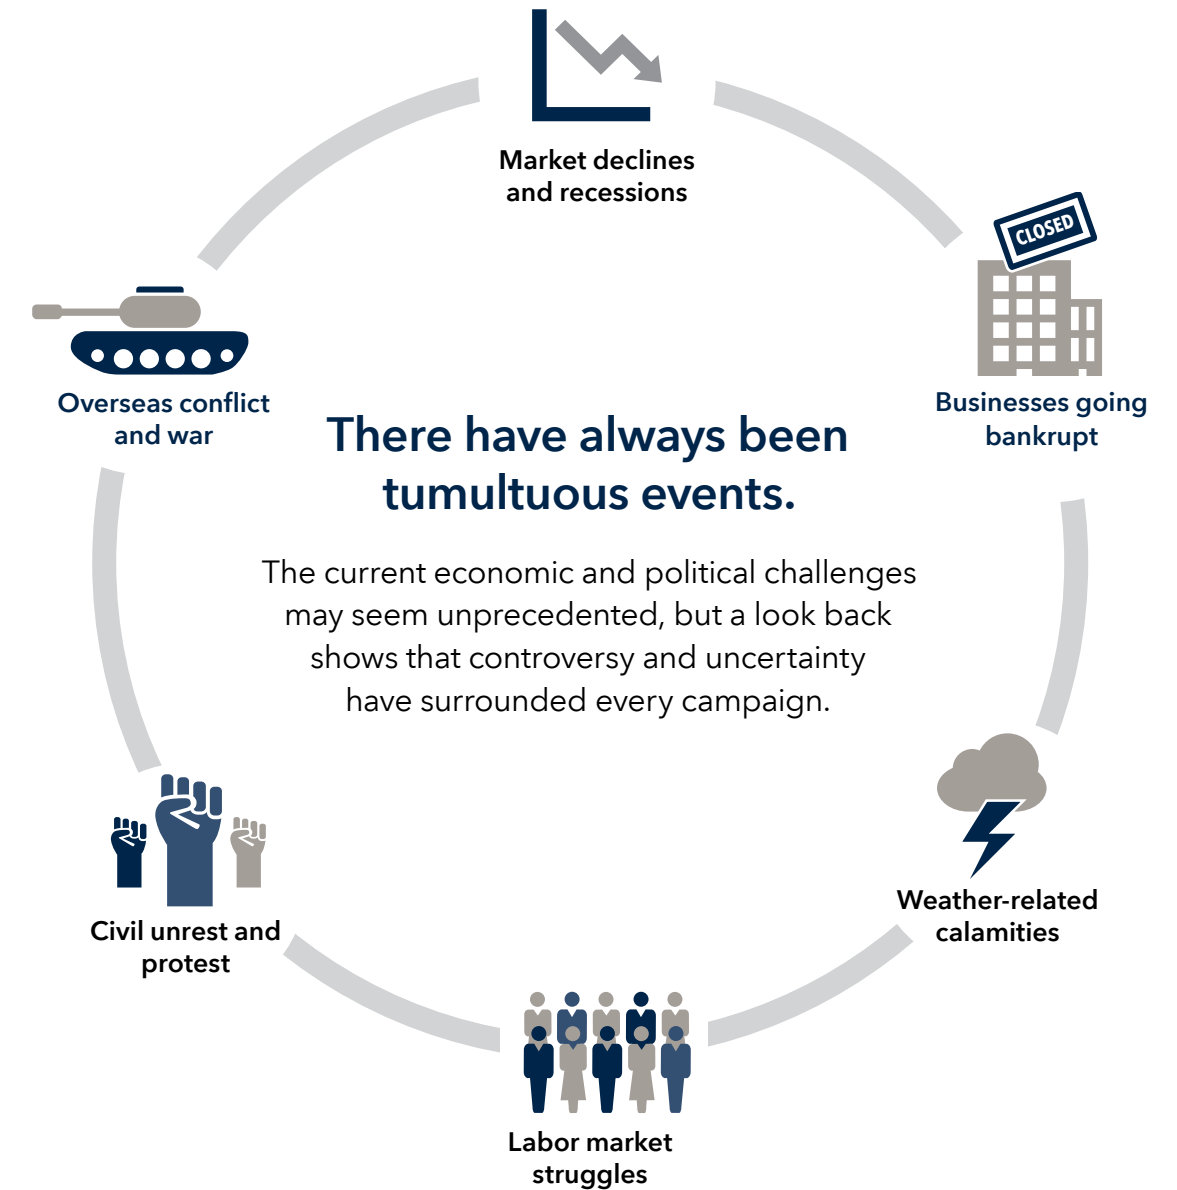 Market declines
and recessions
CLOSED
Businesses going
bankrupt
Overseas conflict
and war
There have always been
tumultuous events.
The current economic and political challenges
may seem unprecedented, but a look back
shows that controversy and uncertainty
have surrounded every campaign.
Weather-related
calamities
Civil unrest and
protest
Labor market
struggles